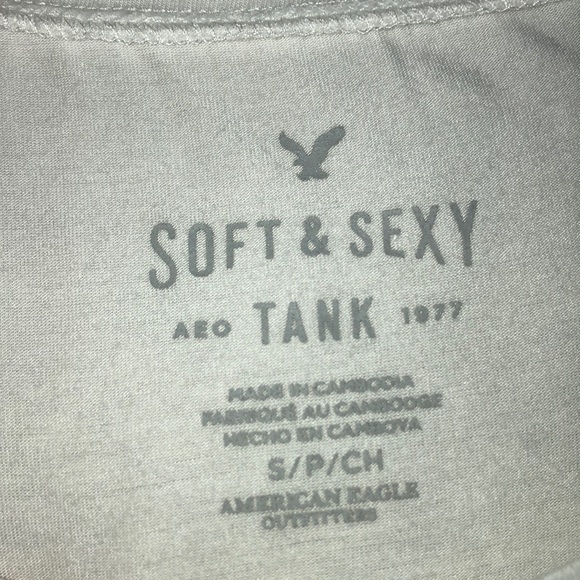 SOFT & SEXY
AEO TANK 1977
MADE IN CAMBODIA
FABRIQUÉ AU CAMBODGE
HECHO EN CAMBOYA
S/P/CH
AMERICAN EAGLE
OUTFITTERS